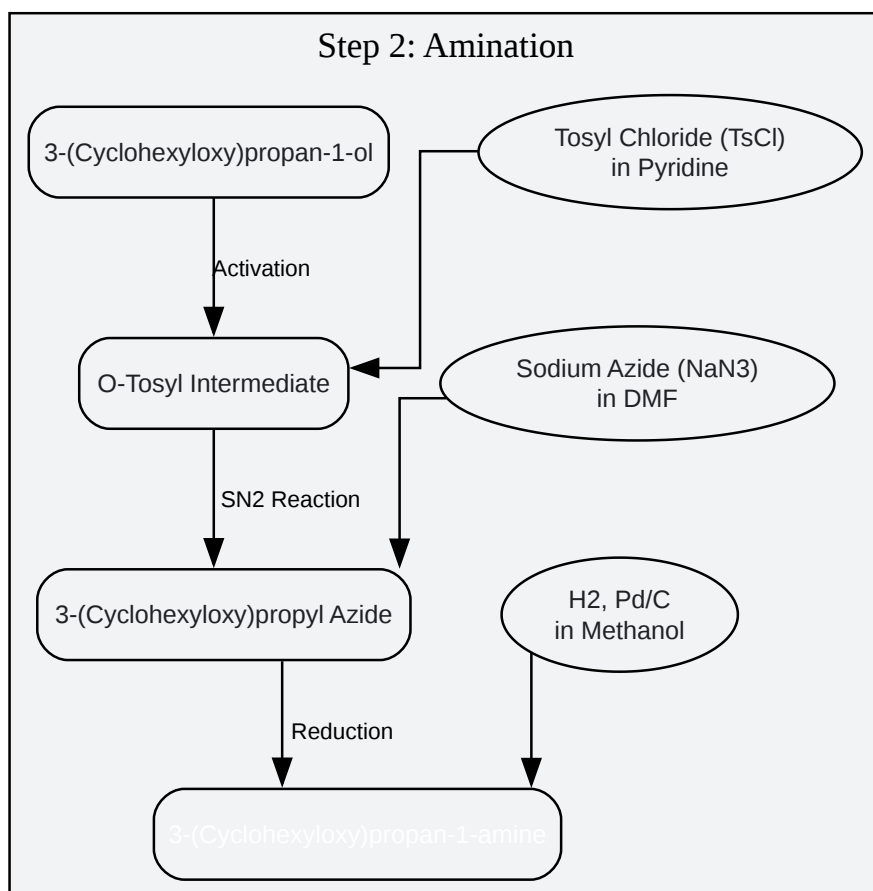 Step 2: Amination
3-(Cyclohexyloxy)propan-1-ol
Tosyl Chloride (TsCl)
in Pyridine
Activation
O-Tosyl Intermediate
Sodium Azide (NaN3)
in DMF
SN2 Reaction
3-(Cyclohexyloxy)propyl Azide
H2, Pd/C
in Methanol
Reduction
3-(Cyclohexyloxy)propan-1-amine